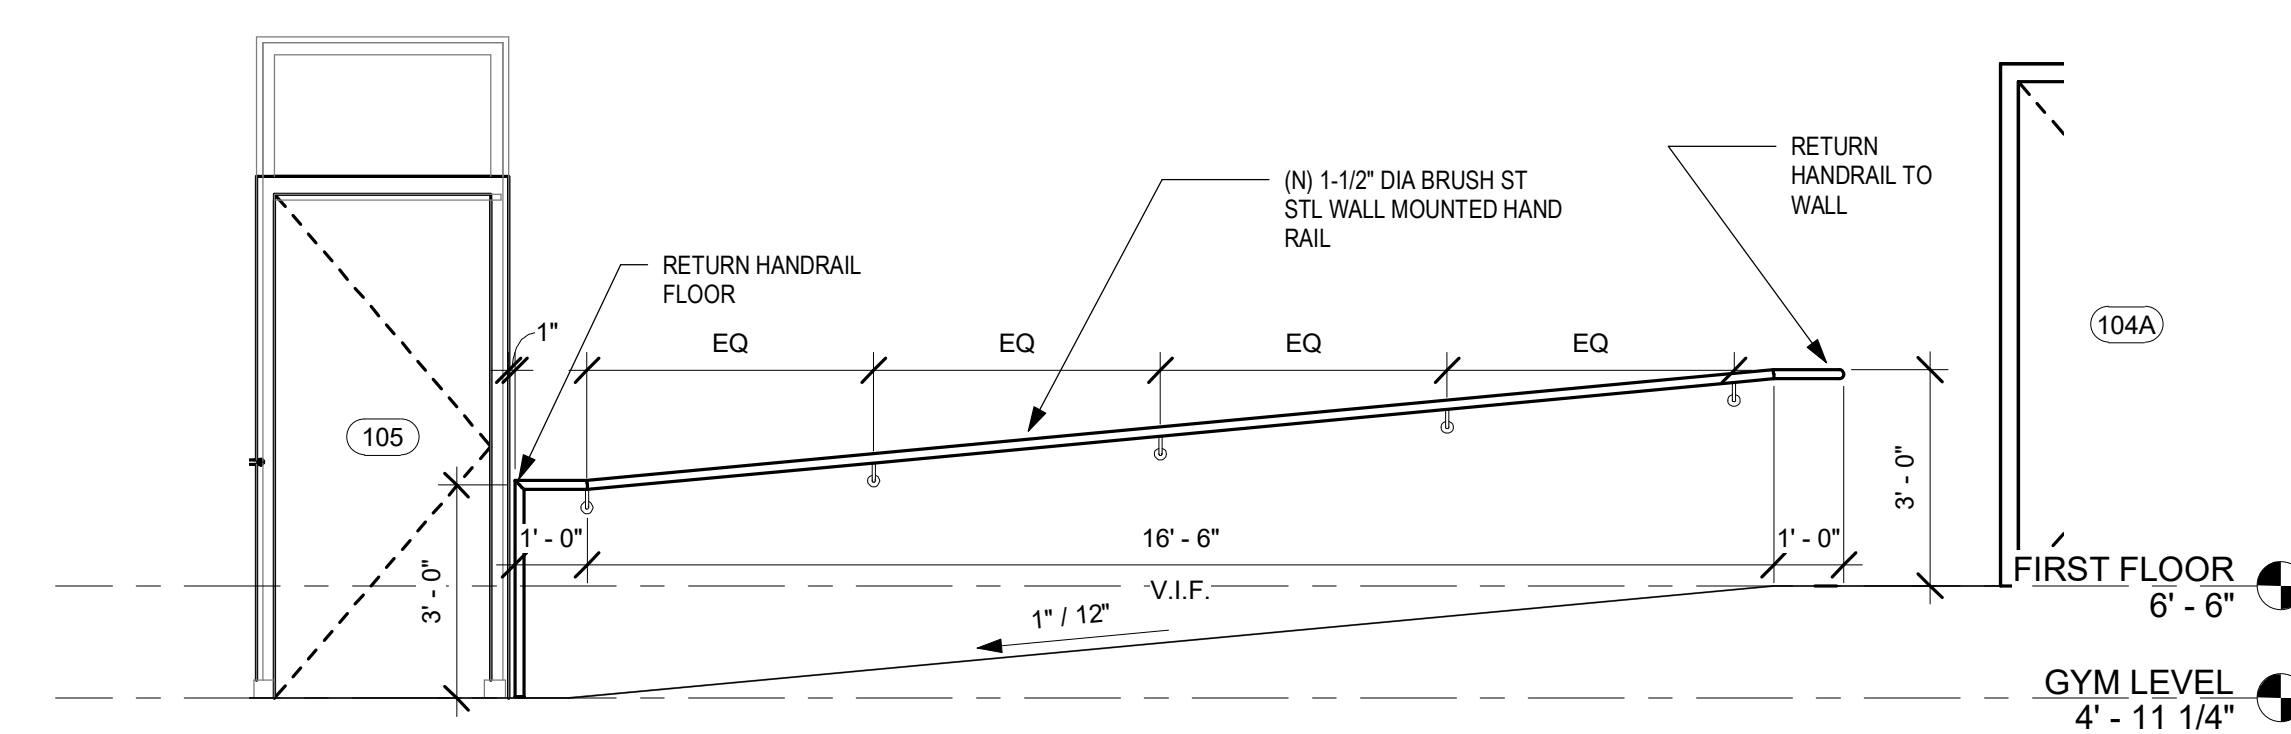 RETURN
HANDRAIL TO
WALL
(N) 1-1/2" DIA BRUSH ST
STL WALL MOUNTED HAND
RAIL
RETURN HANDRAIL
FLOOR
1"
EQ
EQ
EQ
EQ
104A
105
3' - 0"
1' - 0"
16' - 6"
1' - 0"
3' - 0"
V.I.F.
1" / 12"
FIRST FLOOR
6' - 6"
GYM LEVEL
4' - 11 1/4"